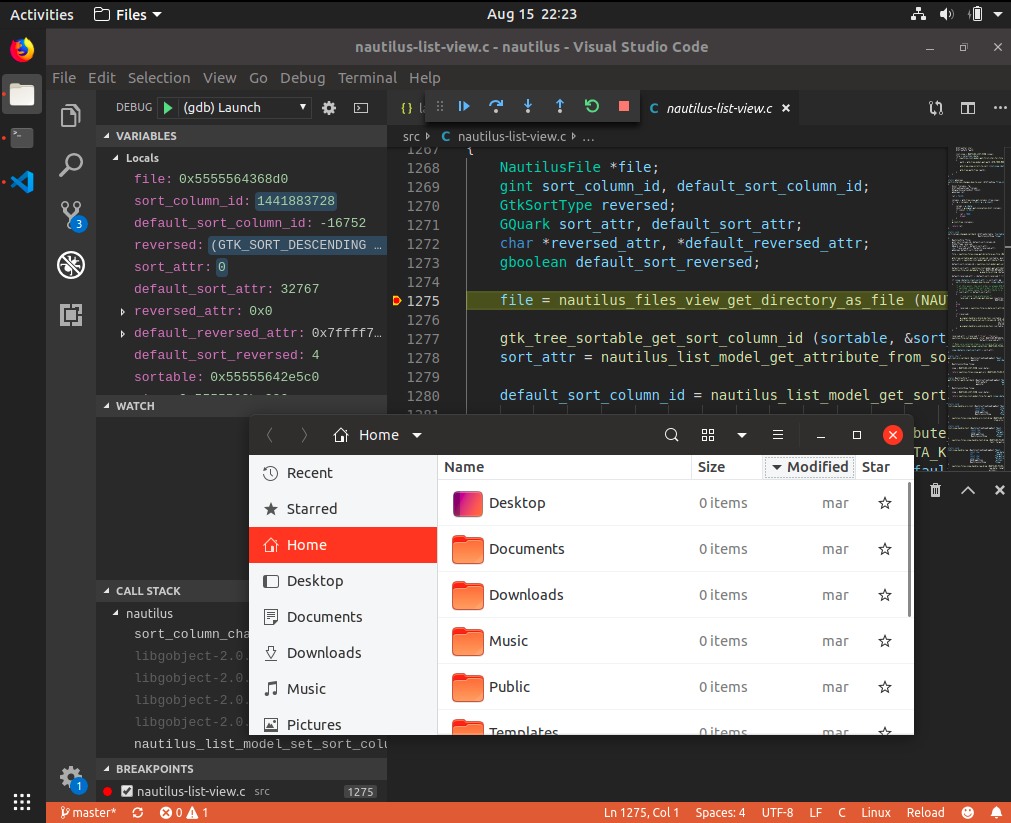 Activities Files Aug 15 22:23
nautilus-list-view.c - nautilus - Visual Studio Code
File Edit Selection View Go Debug Terminal Help
DEBUG (gdb) Launch
{} nautilus-list-view.c
src nautilus-list-view.c ...
VARIABLES
Locals
file: 0x5555564368d0
sort_column_id: 1441883728
default_sort_column_id: -16752
reversed: (GTK_SORT_DESCENDING …
sort_attr: 0
default_sort_attr: 32767
reversed_attr: 0x0
default_reversed_attr: 0x7ffff7…
default_sort_reversed: 4
sortable: 0x55555642e5c0
WATCH
CALL STACK
nautilus
sort_column_cha
libgobject-2.0.
libgobject-2.0.
libgobject-2.0.
libgobject-2.0.
nautilus_list_model_set_sort_colu
BREAKPOINTS
nautilus-list-view.c src 1275
3
1
1267 {
1268 NautilusFile *file;
1269 gint sort_column_id, default_sort_column_id;
1270 GtkSortType reversed;
1271 GQuark sort_attr, default_sort_attr;
1272 char *reversed_attr, *default_reversed_attr;
1273 gboolean default_sort_reversed;
1274
1275 file = nautilus_files_view_get_directory_as_file (NAU
1276
1277 gtk_tree_sortable_get_sort_column_id (sortable, &sort
1278 sort_attr = nautilus_list_model_get_attribute_from_so
1279
1280 default_sort_column_id = nautilus_list_model_get_sort
1281
bute
TA_K
faul
Home
Recent
Starred
Home
Desktop
Documents
Downloads
Music
Pictures
Name Size Modified Star
Desktop 0 items mar
Documents 0 items mar
Downloads 0 items mar
Music 0 items mar
Public 0 items mar
Templates 0 items mar
master* 0 1 Ln 1275, Col 1 Spaces: 4 UTF-8 LF C Linux Reload